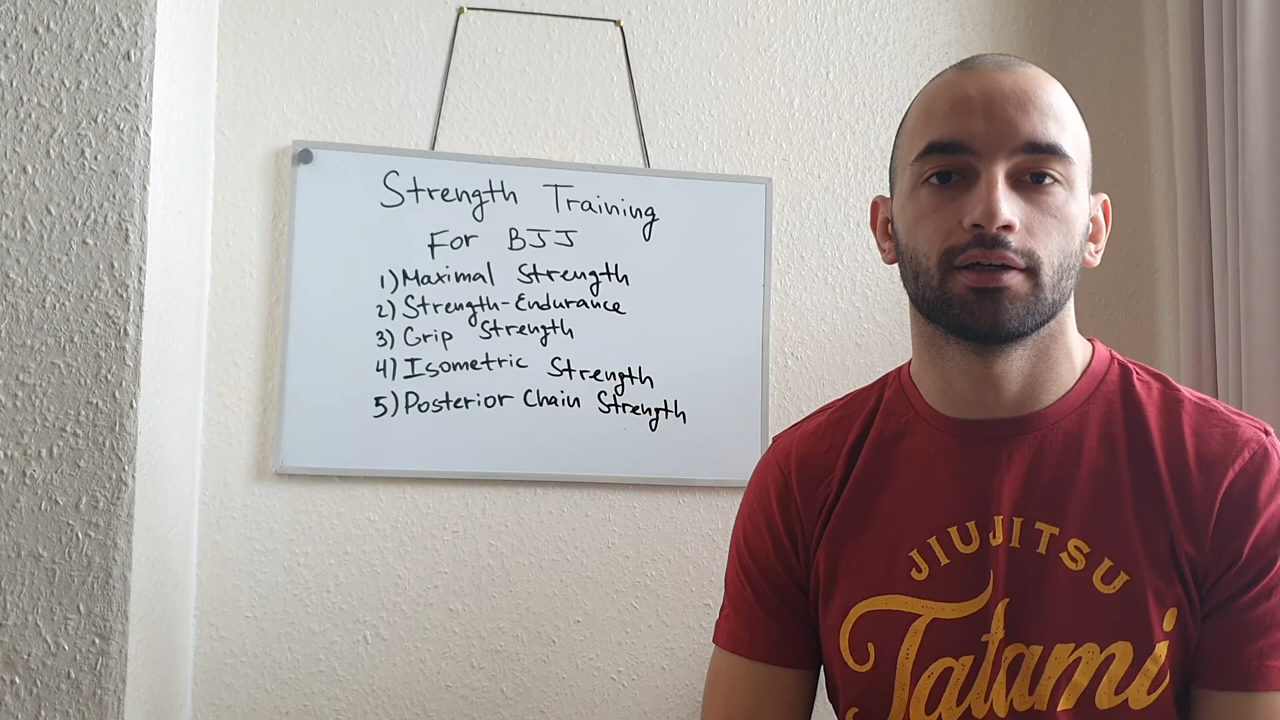 Strength Training
For BJJ
1) Maximal Strength
2) Strength-Endurance
3) Grip Strength
4) Isometric Strength
5) Posterior Chain Strength
JIUJITSU
Tatami